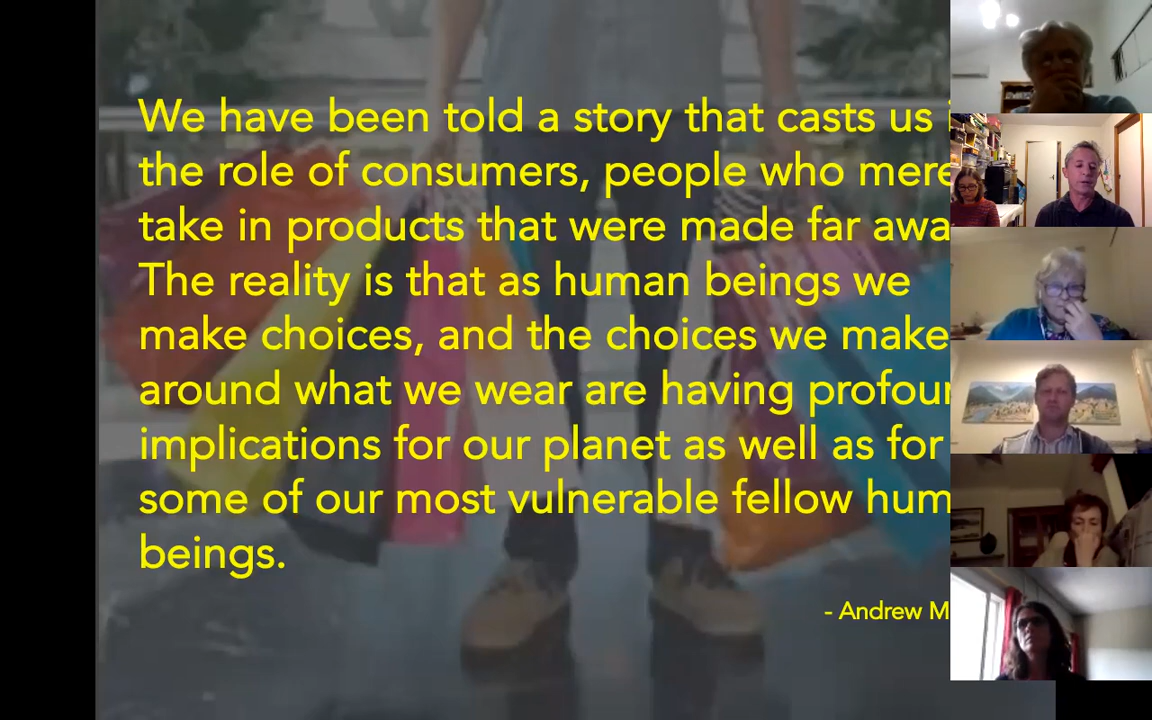 We have been told a story that casts us
the role of consumers, people who mere
take in products that were made far awa
The reality is that as human beings we
make choices, and the choices we make
around what we wear are having profour
implications for our planet as well as for
some of our most vulnerable fellow hum
beings.
- Andrew M